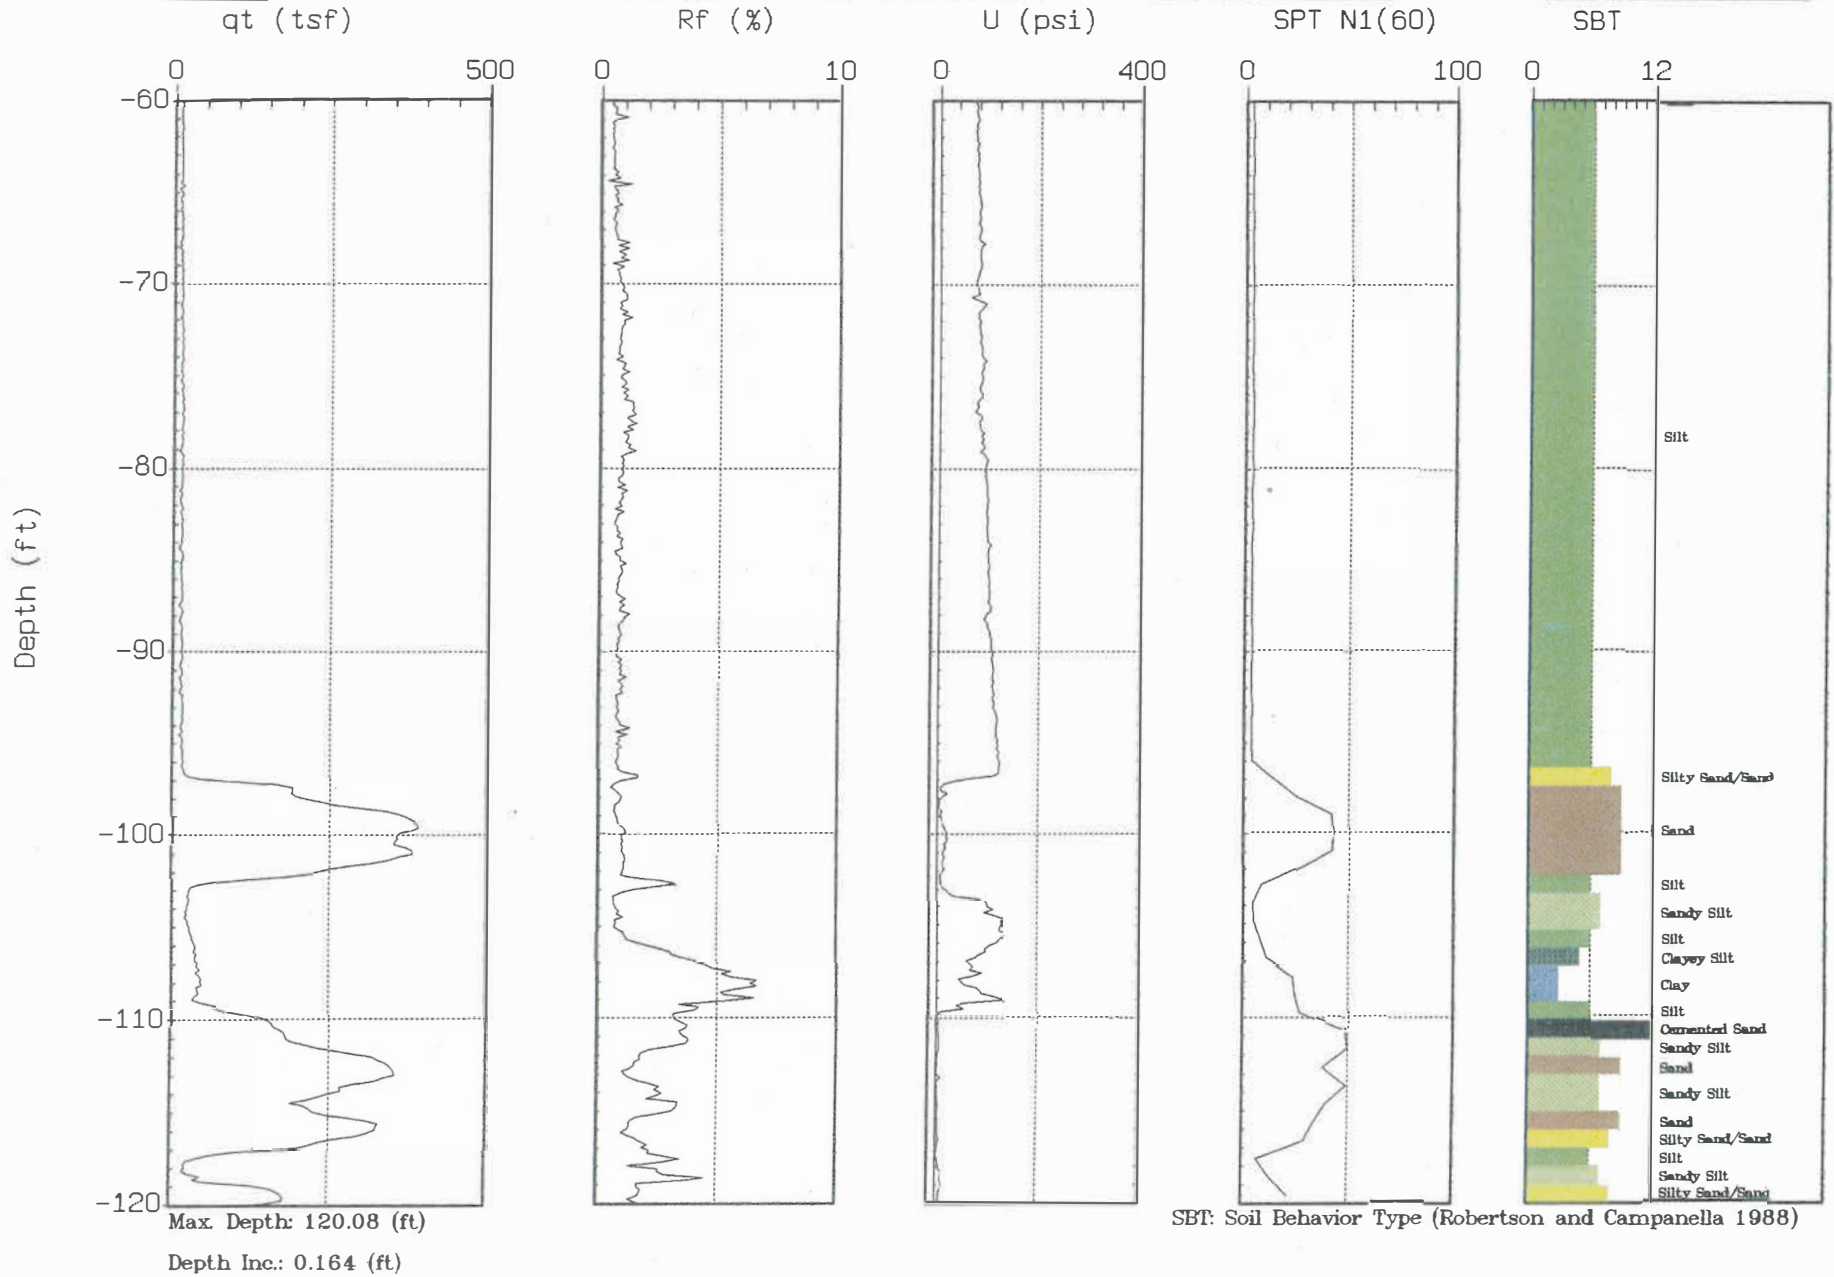 qt (tsf) Rf (%) U (psi) SPT N1(60) SBT
0 500 0 10 0 400 0 100 0 12
-60
-70
Silt
-80
Depth (ft)
-90
Silty Sand/Sand
-100
Sand
Silt
Sandy Silt
Silt
Clayey Silt
Clay
Silt
-110
Cemented Sand
Sandy Silt
Sand
Sandy Silt
Sand
Silty Sand/Sand
Silt
Sandy Silt
Silty Sand/Sand
-120
Max. Depth: 120.08 (ft)
SBT: Soil Behavior Type (Robertson and Campanella 1988)
Depth Inc.: 0.164 (ft)